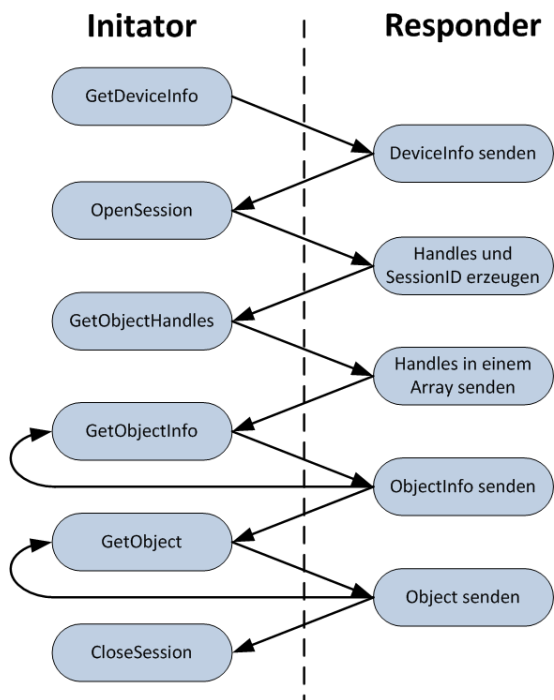 Initator
Responder
GetDeviceInfo
DeviceInfo senden
OpenSession
Handles und
SessionID erzeugen
GetObjectHandles
Handles in einem
Array senden
GetObjectInfo
ObjectInfo senden
GetObject
Object senden
CloseSession